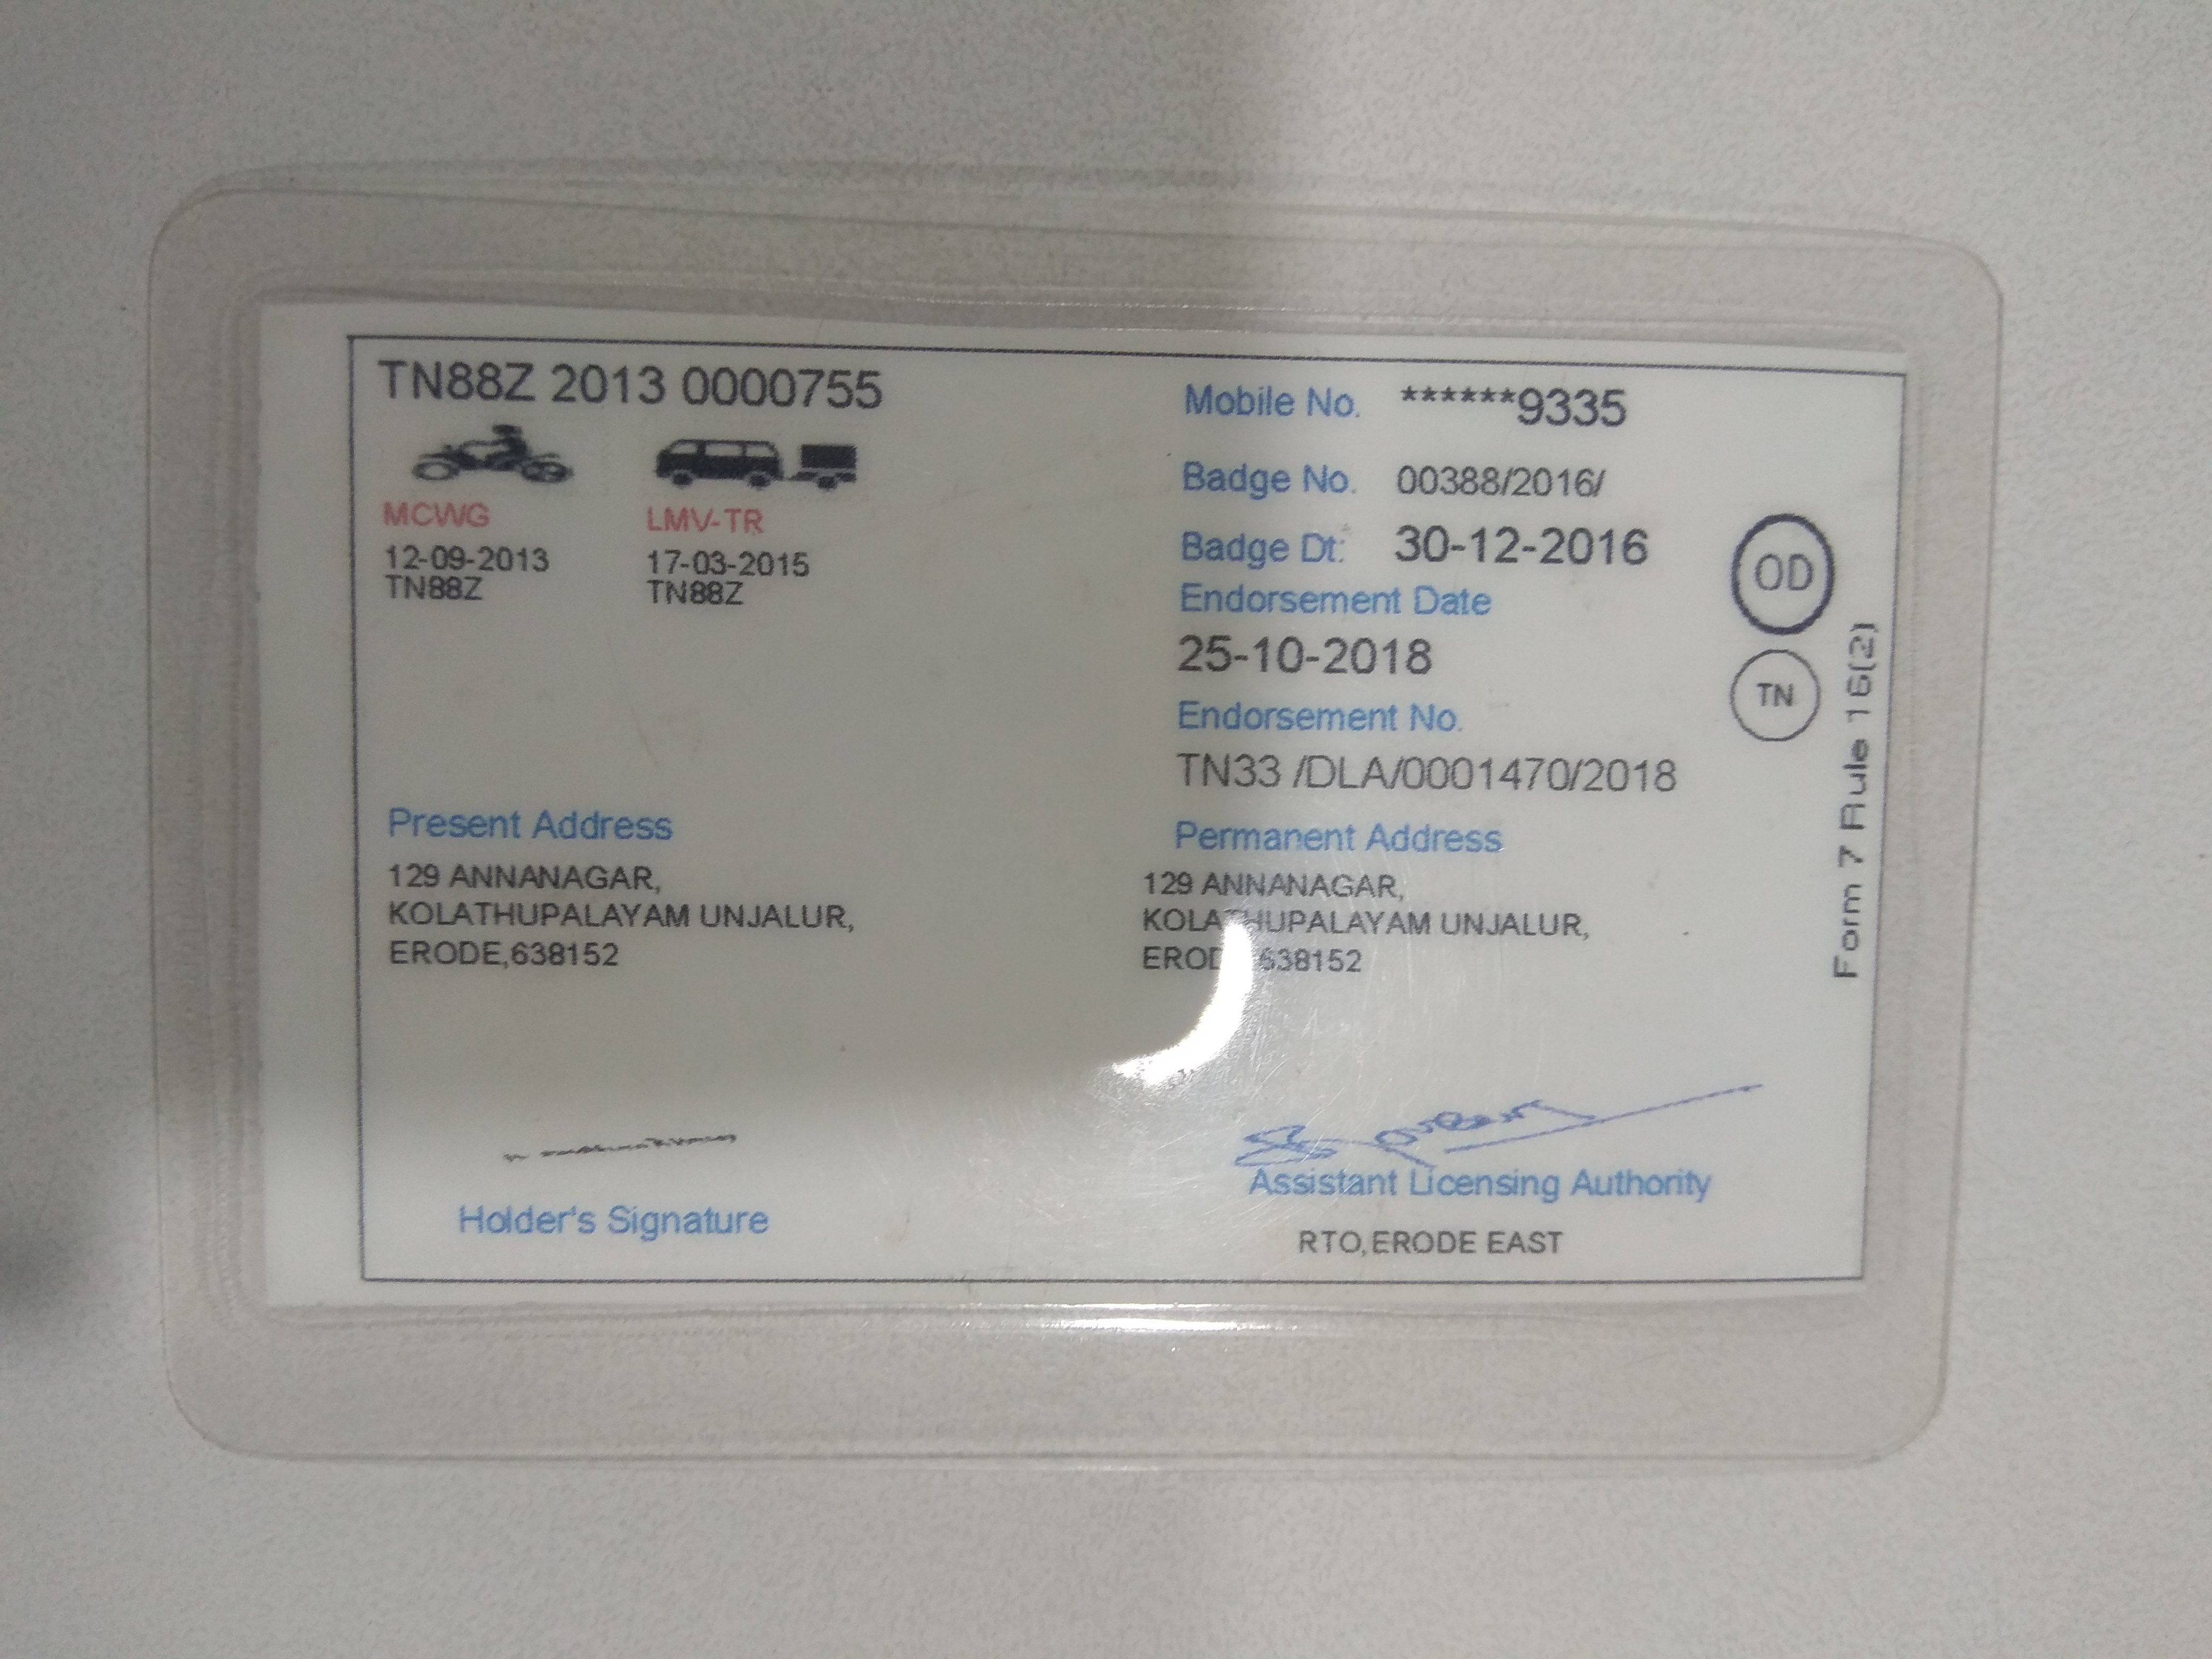 TN88Z 2013 0000755
MCWG
12-09-2013
TN88Z
LMV-TR
17-03-2015
TN88Z
Mobile No. ******9335
Badge No. 00388/2016/
Badge Dt: 30-12-2016
Endorsement Date
25-10-2018
Endorsement No.
TN33 /DLA/0001470/2018
OD
TN
Form 7 Rule 16(2)
Present Address
129 ANNANAGAR,
KOLATHUPALAYAM UNJALUR,
ERODE,638152
Permanent Address
129 ANNANAGAR,
KOLATHUPALAYAM UNJALUR,
638152
Holder's Signature
Assistant Licensing Authority
RTO,ERODE EAST